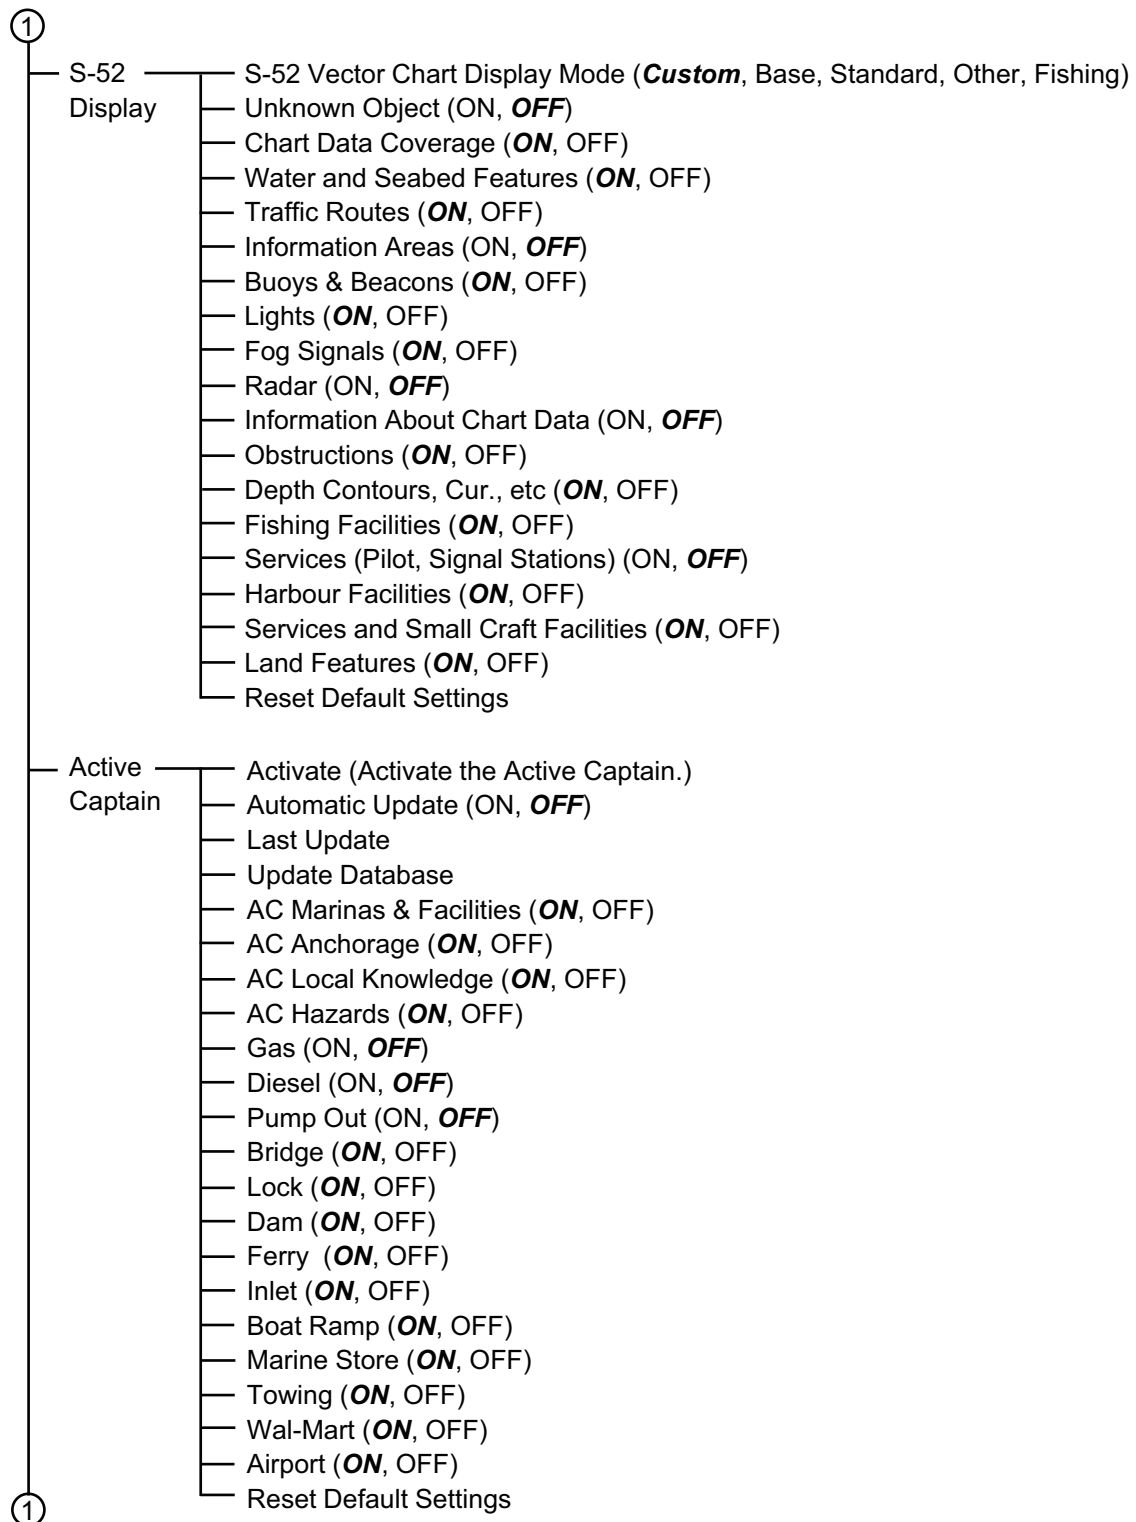 1
S-52 S-52 Vector Chart Display Mode (Custom, Base, Standard, Other, Fishing)
Display Unknown Object (ON, OFF)
Chart Data Coverage (ON, OFF)
Water and Seabed Features (ON, OFF)
Traffic Routes (ON, OFF)
Information Areas (ON, OFF)
Buoys & Beacons (ON, OFF)
Lights (ON, OFF)
Fog Signals (ON, OFF)
Radar (ON, OFF)
Information About Chart Data (ON, OFF)
Obstructions (ON, OFF)
Depth Contours, Cur., etc (ON, OFF)
Fishing Facilities (ON, OFF)
Services (Pilot, Signal Stations) (ON, OFF)
Harbour Facilities (ON, OFF)
Services and Small Craft Facilities (ON, OFF)
Land Features (ON, OFF)
Reset Default Settings
Active Activate (Activate the Active Captain.)
Captain Automatic Update (ON, OFF)
Last Update
Update Database
AC Marinas & Facilities (ON, OFF)
AC Anchorage (ON, OFF)
AC Local Knowledge (ON, OFF)
AC Hazards (ON, OFF)
Gas (ON, OFF)
Diesel (ON, OFF)
Pump Out (ON, OFF)
Bridge (ON, OFF)
Lock (ON, OFF)
Dam (ON, OFF)
Ferry (ON, OFF)
Inlet (ON, OFF)
Boat Ramp (ON, OFF)
Marine Store (ON, OFF)
Towing (ON, OFF)
Wal-Mart (ON, OFF)
Airport (ON, OFF)
Reset Default Settings
1